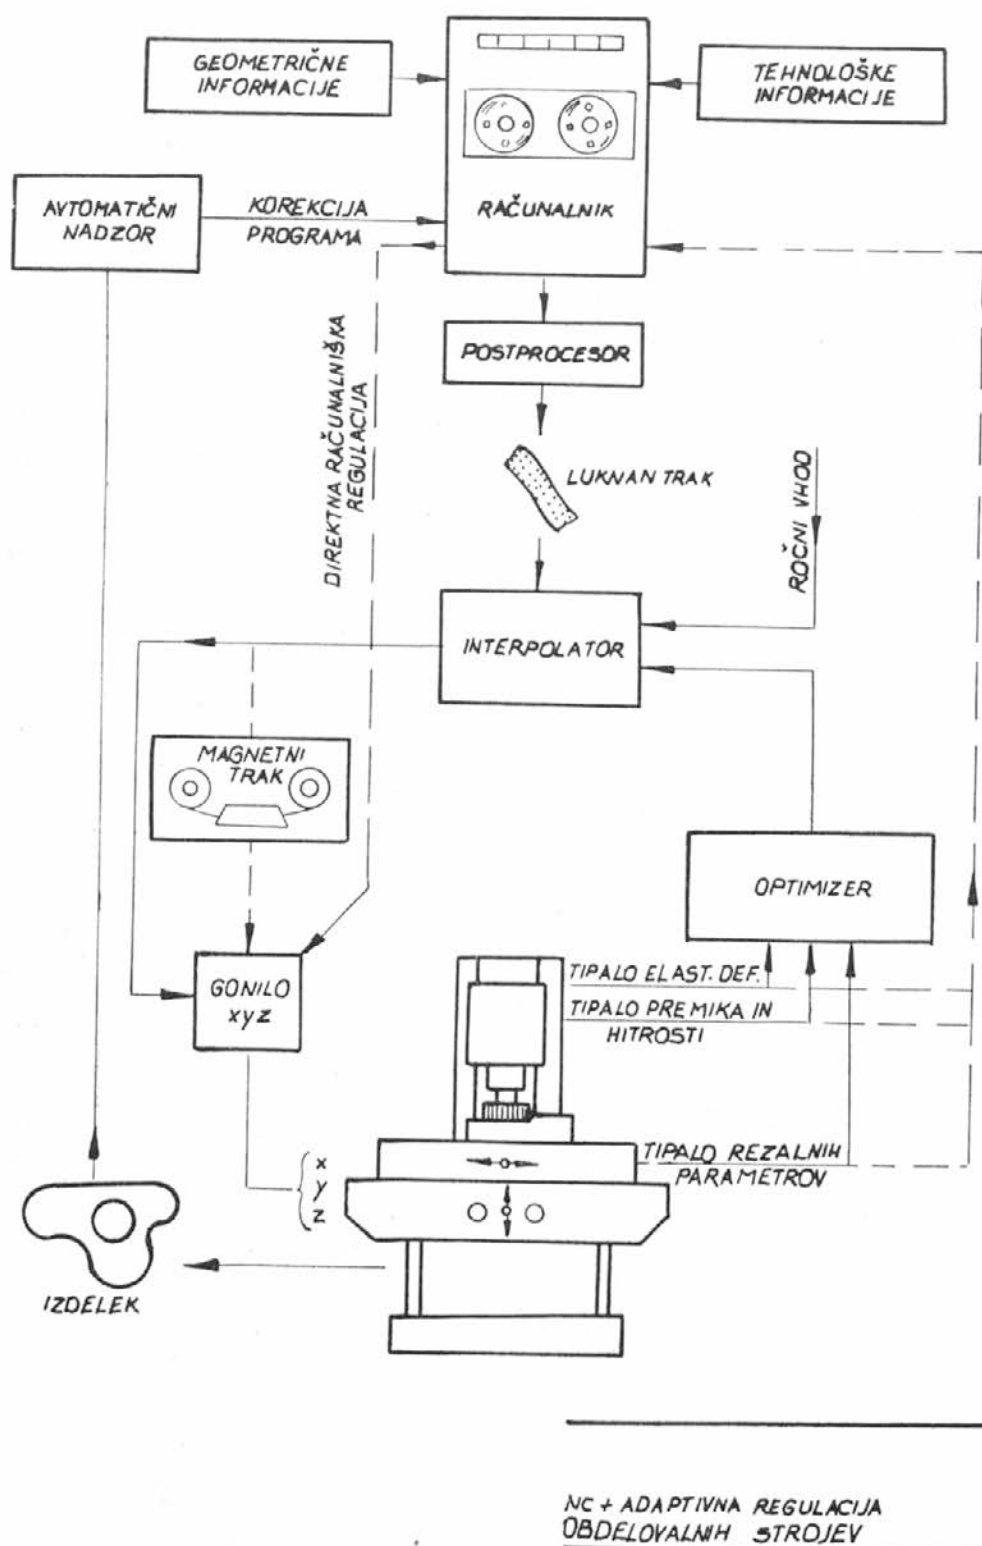 GEOMETRIČNE
INFORMACIJE
TEHNOLOŠKE
INFORMACIJE
AVTOMATIČNI
NADZOR
KOREKCIJA
PROGRAMA
RAČUNALNIK
POSTPROCESOR
DIREKTNA RAČUNALNIŠKA
REGULACIJA
LUKNAN TRAK
ROČNI VHOD
INTERPOLATOR
MAGNETNI
TRAK
OPTIMIZER
GONILO
xyz
TIPALO ELAST. DEF.
TIPALO PREMIKA IN
HITROSTI
TIPALO REZALNIH
PARAMETROV
x
y
z
IZDELEK
NC + ADAPTIVNA REGULACIJA
OBDELOVALNIH STROJEV